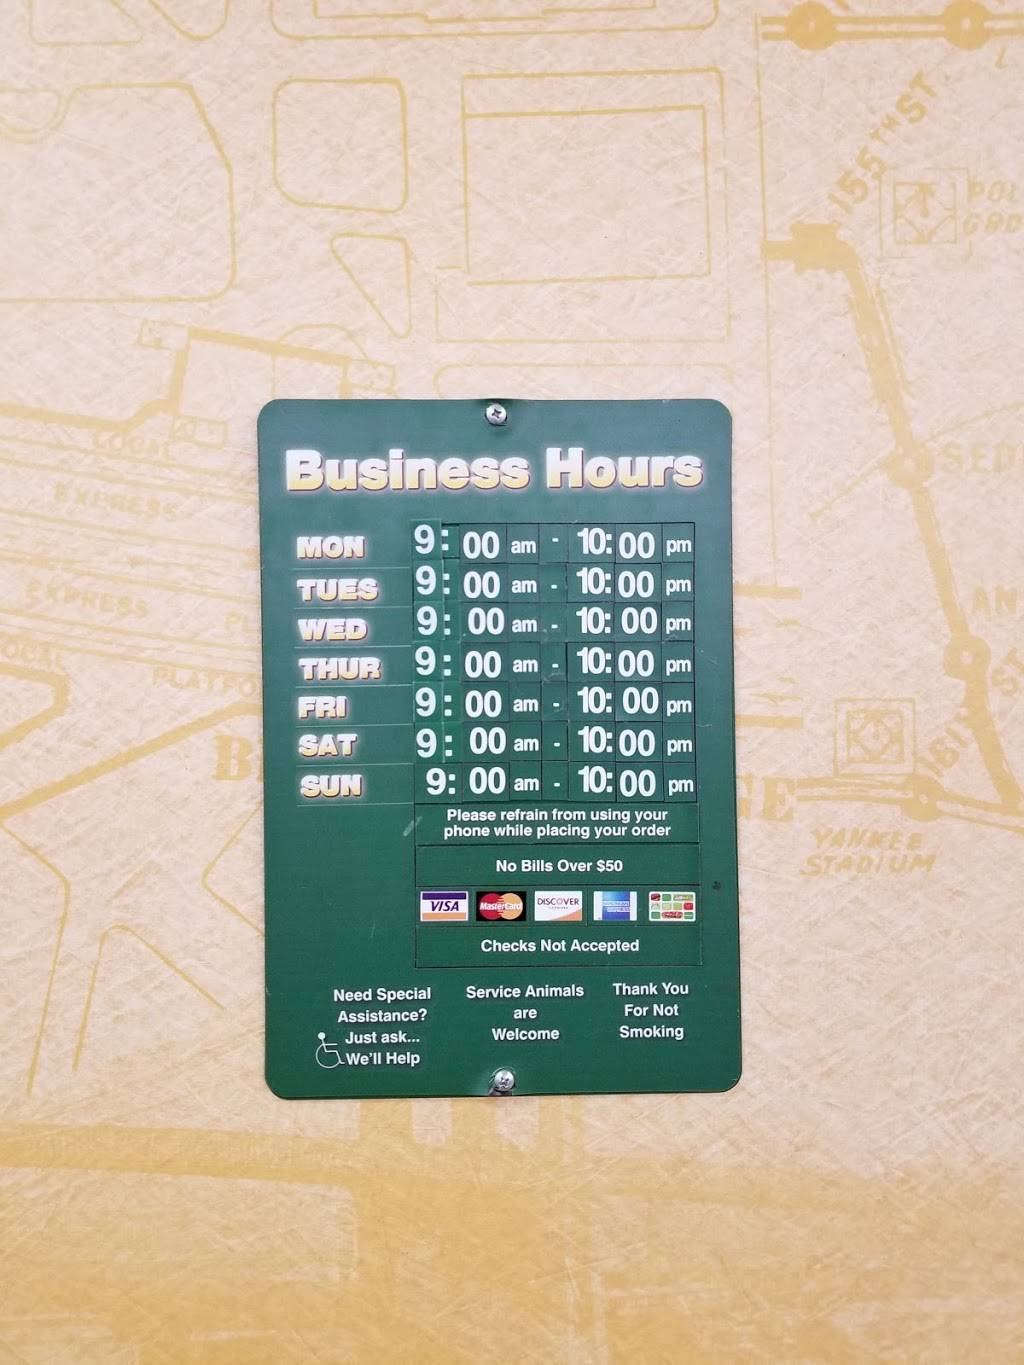 155TH ST
Business Hours
MON 9:00 am - 10:00 pm
TUES 9:00 am - 10:00 pm
WED 9:00 am - 10:00 pm
THUR 9:00 am - 10:00 pm
FRI 9:00 am - 10:00 pm
SAT 9:00 am - 10:00 pm
SUN 9:00 am - 10:00 pm
Please refrain from using your
phone while placing your order
No Bills Over $50
VISA MasterCard DISCOVER AMERICAN EXPRESS
Checks Not Accepted
Need Special
Assistance?
Just ask...
We'll Help
Service Animals
are
Welcome
Thank You
For Not
Smoking
LOCAL
EXPRESS
EXPRESS
YANKEE
STADIUM